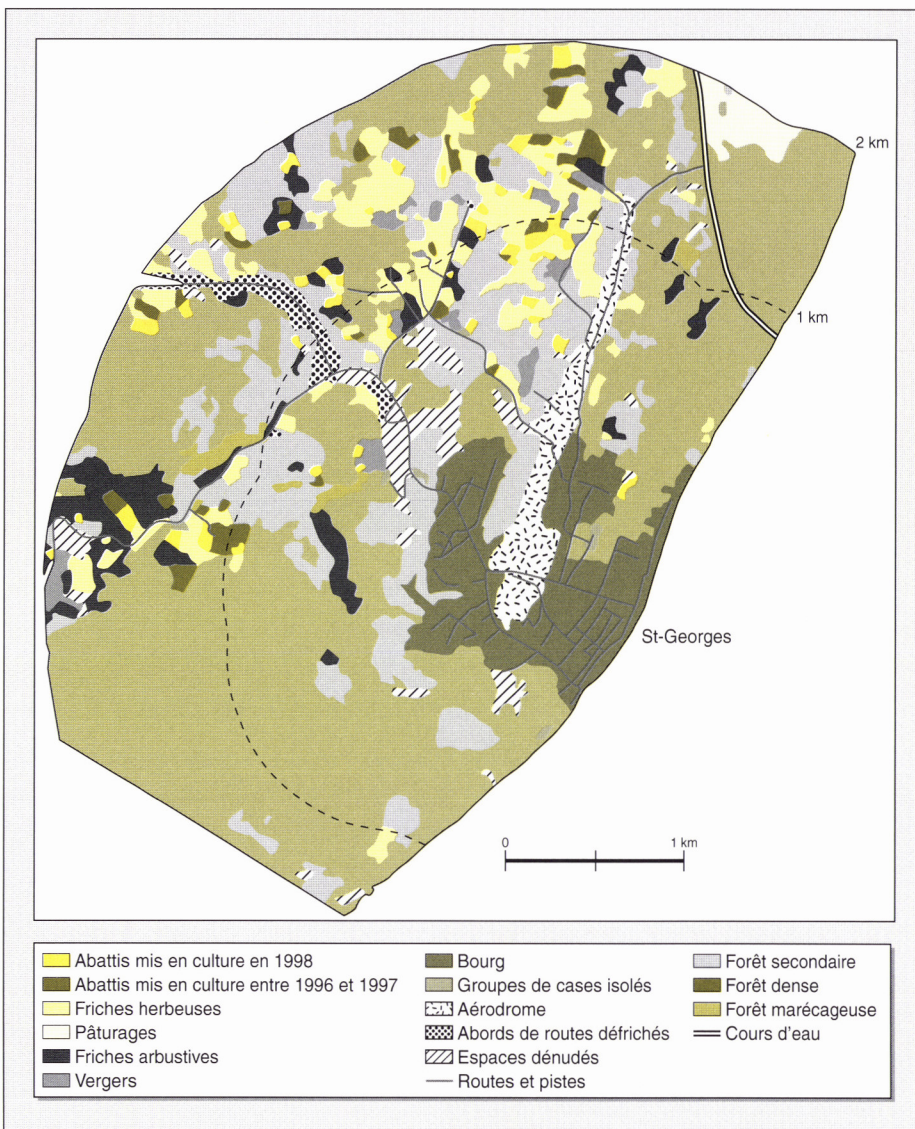 2 km
1 km
St-Georges
0 1 km
Abattis mis en culture en 1998
Abattis mis en culture entre 1996 et 1997
Friches herbeuses
Pâturages
Friches arbustives
Vergers
Bourg
Groupes de cases isolés
Aérodrome
Abords de routes défrichés
Espaces dénudés
Routes et pistes
Forêt secondaire
Forêt dense
Forêt marécageuse
Cours d'eau